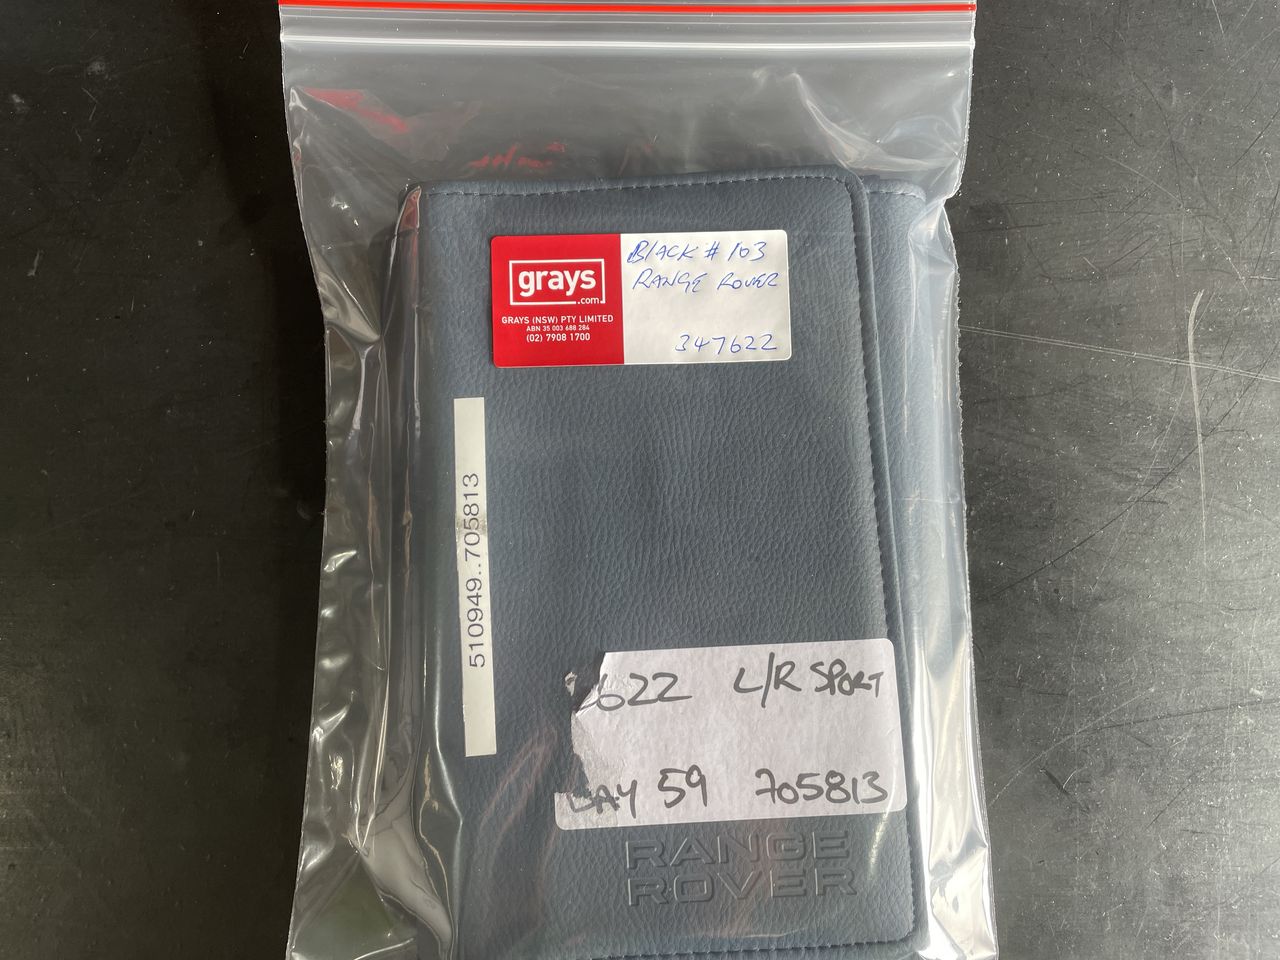 grays
.com
GRAYS (NSW) PTY LIMITED
ABN 35 003 688 284
(02) 7908 1700
BLACK # 103
RANGE ROVER
347622
510949..705813
622 L/R SPORT
DAY 59 705813
RANGE
ROVER